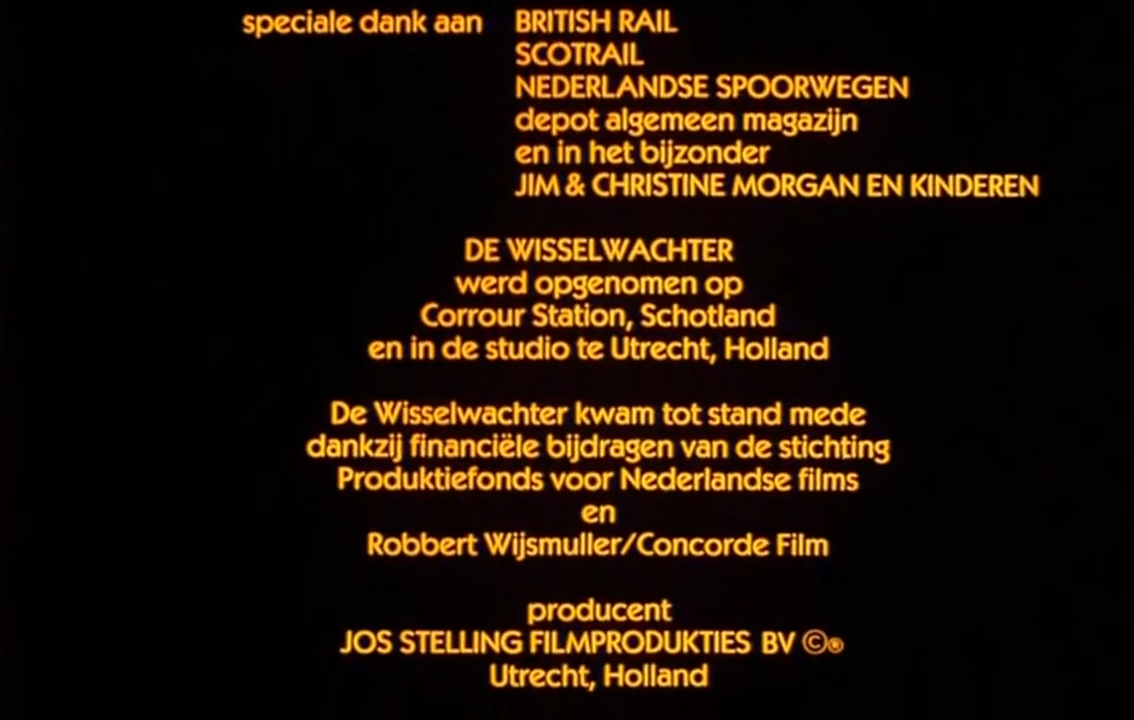 speciale dank aan BRITISH RAIL
SCOTRAIL
NEDERLANDSE SPOORWEGEN
depot algemeen magazijn
en in het bijzonder
JIM & CHRISTINE MORGAN EN KINDEREN
DE WISSELWACHTER
werd opgenomen op
Corrour Station, Schotland
en in de studio te Utrecht, Holland
De Wisselwachter kwam tot stand mede
dankzij financiële bijdragen van de stichting
Produktiefonds voor Nederlandse films
en
Robbert Wijsmuller/Concorde Film
producent
JOS STELLING FILMPRODUKTIES BV ©®
Utrecht, Holland